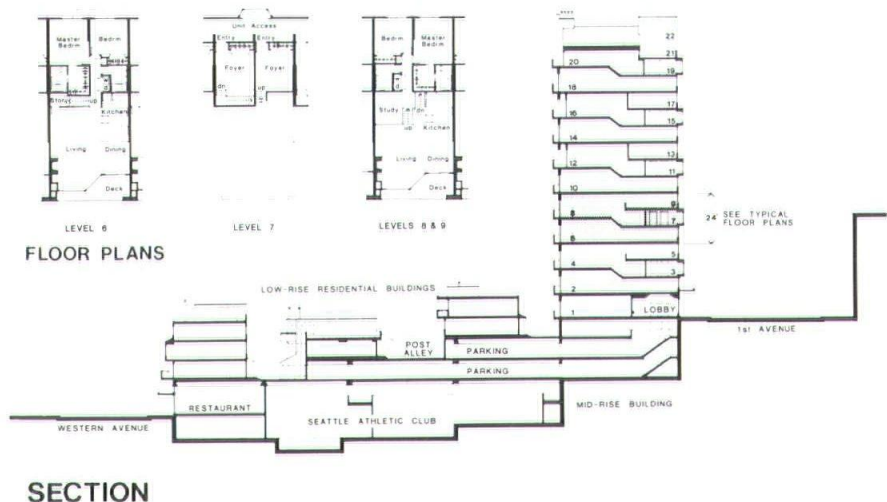 Master Bedrm
Bedrm
Storg
up
Kitchen
Living
Dining
Deck
LEVEL 6
Unit Access
Entry
Entry
Foyer
Foyer
dn
up
LEVEL 7
Bedrm
Master Bedrm
Study
dn
up
Kitchen
Living
Dining
Deck
LEVELS 8 & 9
FLOOR PLANS
22
21
20
19
18
17
16
15
14
13
12
11
10
9
8
7
6
5
4
3
2
1
LOBBY
24'
SEE TYPICAL
FLOOR PLANS
1st AVENUE
LOW-RISE RESIDENTIAL BUILDINGS
POST
ALLEY
PARKING
PARKING
RESTAURANT
SEATTLE ATHLETIC CLUB
MID-RISE BUILDING
WESTERN AVENUE
SECTION